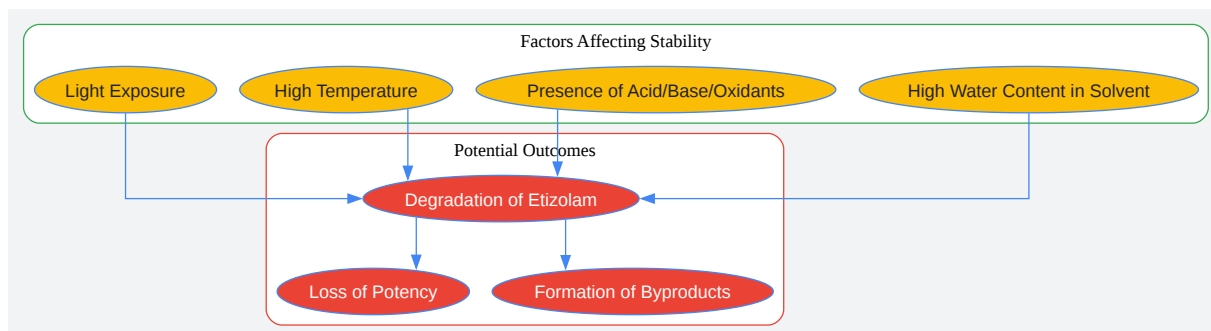 Factors Affecting Stability
Light Exposure
High Temperature
Presence of Acid/Base/Oxidants
High Water Content in Solvent
Potential Outcomes
Degradation of Etizolam
Loss of Potency
Formation of Byproducts